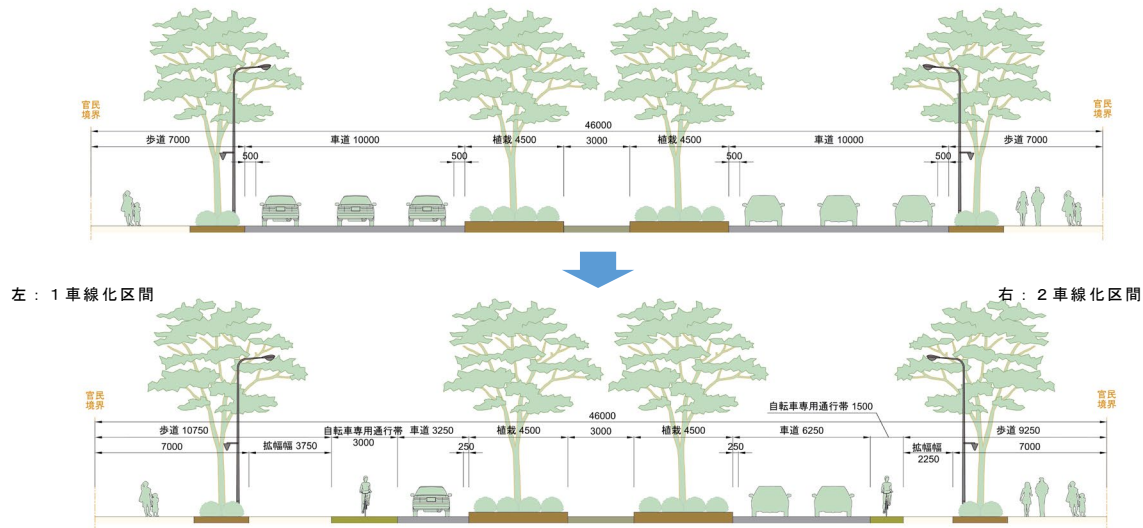 官民
境界
官民
境界
46000
歩道 7000
車道 10000
植栽 4500
3000
植栽 4500
車道 10000
歩道 7000
500
500
500
500
左：１車線化区間
右：２車線化区間
官民
境界
官民
境界
自転車専用通行帯 1500
46000
歩道 10750
自転車専用通行帯
3000
車道 3250
植栽 4500
3000
植栽 4500
車道 6250
歩道 9250
7000
拡幅幅 3750
250
250
拡幅幅
2250
7000